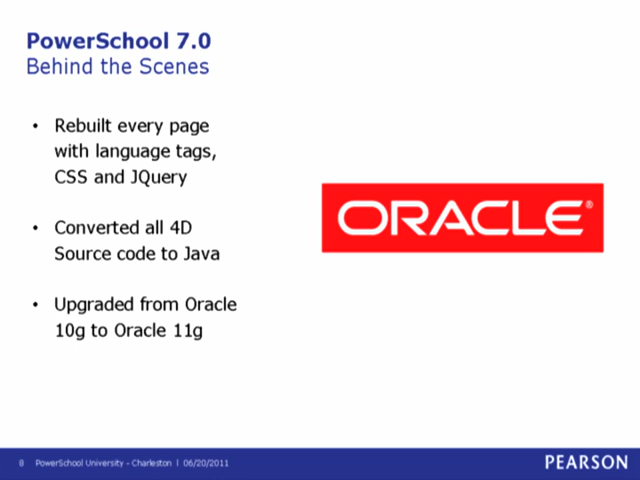 PowerSchool 7.0
Behind the Scenes
• Rebuilt every page
with language tags,
CSS and JQuery
• Converted all 4D
Source code to Java
• Upgraded from Oracle
10g to Oracle 11g
ORACLE®
8 PowerSchool University - Charleston | 06/20/2011
PEARSON